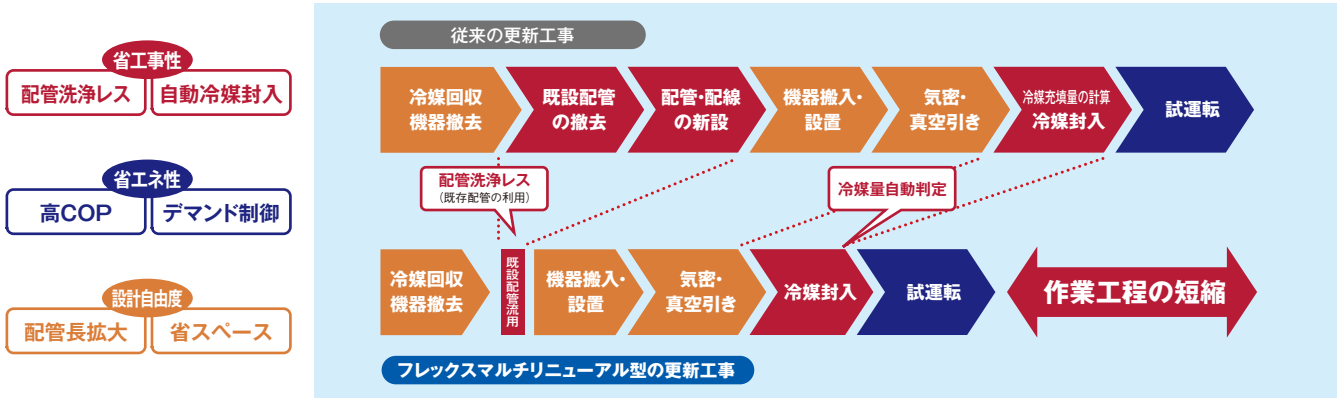 省工事性
配管洗浄レス
自動冷媒封入
省エネ性
高COP
デマンド制御
設計自由度
配管長拡大
省スペース
従来の更新工事
冷媒回収
機器撤去
既設配管
の撤去
配管・配線
の新設
機器搬入・
設置
気密・
真空引き
冷媒充填量の計算
冷媒封入
試運転
配管洗浄レス
(既存配管の利用)
冷媒量自動判定
冷媒回収
機器撤去
既設配管流用
機器搬入・
設置
気密・
真空引き
冷媒封入
試運転
作業工程の短縮
フレックスマルチリニューアル型の更新工事